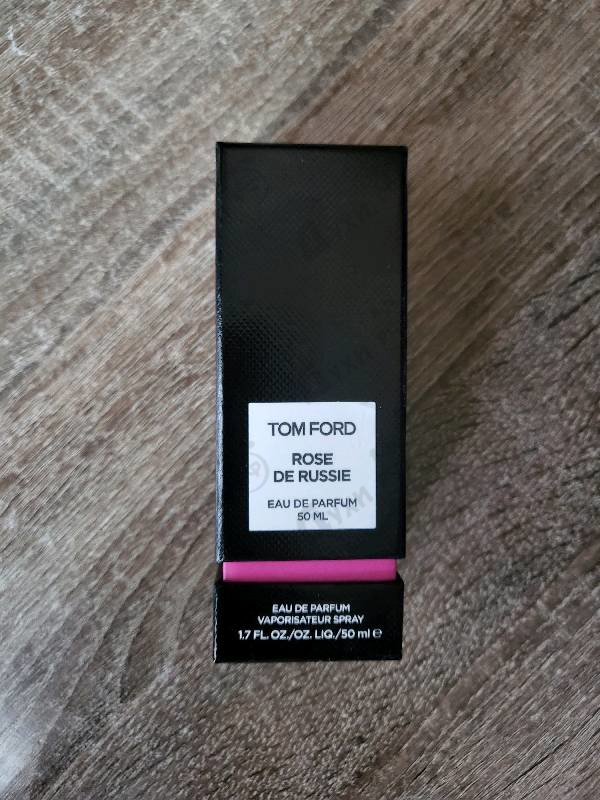 TOM FORD
ROSE
DE RUSSIE
EAU DE PARFUM
50 ML
EAU DE PARFUM
VAPORISATEUR SPRAY
1.7 FL. OZ./OZ. LIQ./50 ml ℮